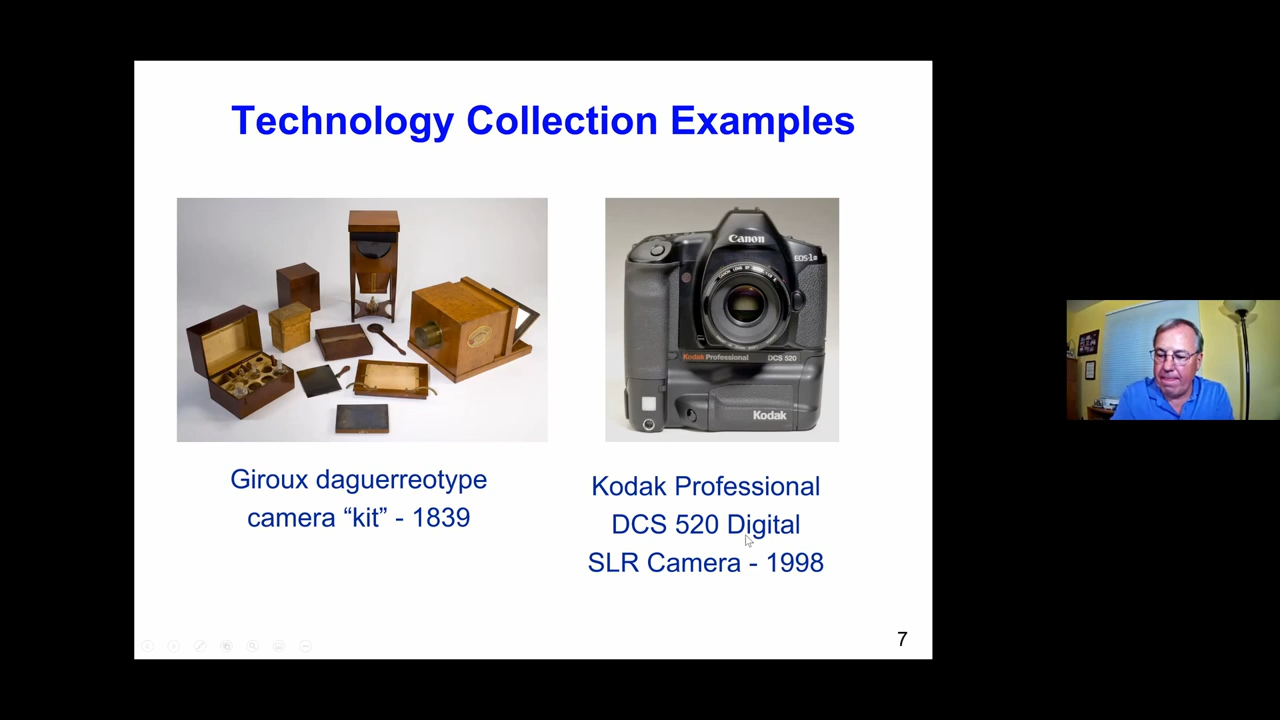 Technology Collection Examples
Canon
EOS-1
Kodak Professional DCS 520
Kodak
Giroux daguerreotype
camera “kit” - 1839
Kodak Professional
DCS 520 Digital
SLR Camera - 1998
7